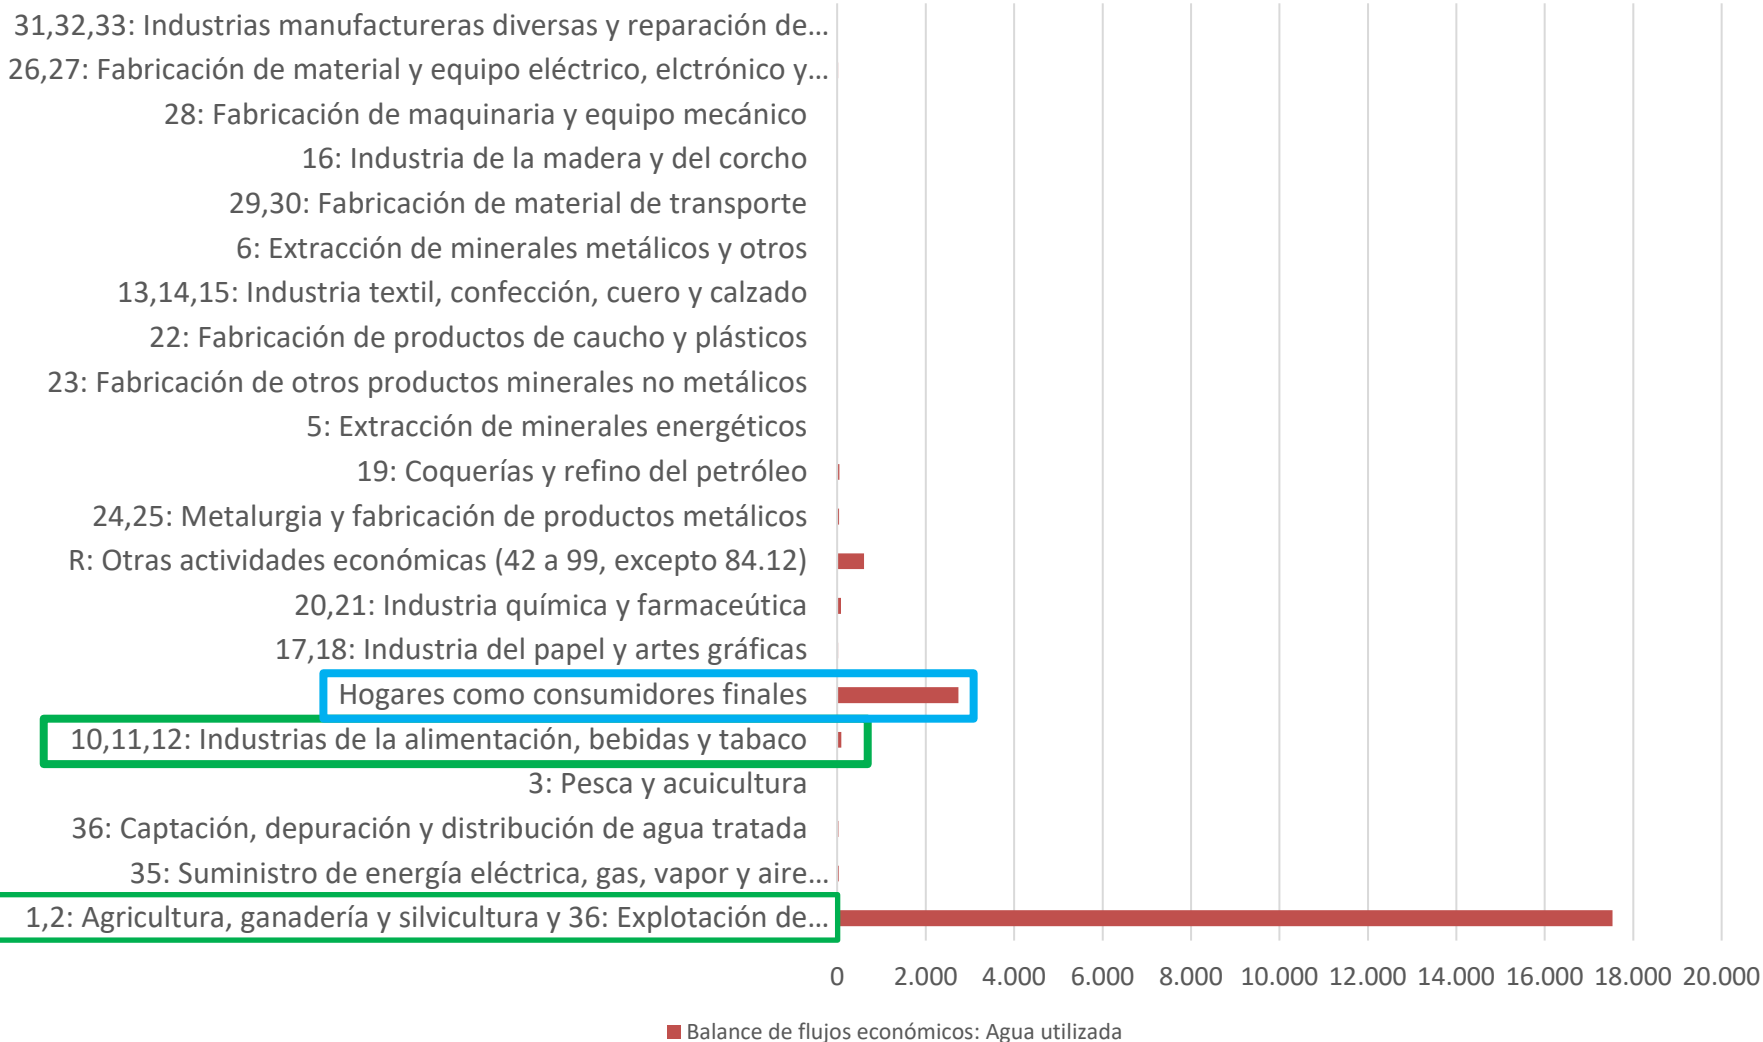 31,32,33: Industrias manufactureras diversas y reparación de...
26,27: Fabricación de material y equipo eléctrico, elctrónico y...
28: Fabricación de maquinaria y equipo mecánico
16: Industria de la madera y del corcho
29,30: Fabricación de material de transporte
6: Extracción de minerales metálicos y otros
13,14,15: Industria textil, confección, cuero y calzado
22: Fabricación de productos de caucho y plásticos
23: Fabricación de otros productos minerales no metálicos
5: Extracción de minerales energéticos
19: Coquerías y refino del petróleo
24,25: Metalurgia y fabricación de productos metálicos
R: Otras actividades económicas (42 a 99, excepto 84.12)
20,21: Industria química y farmaceútica
17,18: Industria del papel y artes gráficas
Hogares como consumidores finales
10,11,12: Industrias de la alimentación, bebidas y tabaco
3: Pesca y acuicultura
36: Captación, depuración y distribución de agua tratada
35: Suministro de energía eléctrica, gas, vapor y aire...
1,2: Agricultura, ganadería y silvicultura y 36: Explotación de...
0 2.000 4.000 6.000 8.000 10.000 12.000 14.000 16.000 18.000 20.000
Balance de flujos económicos: Agua utilizada